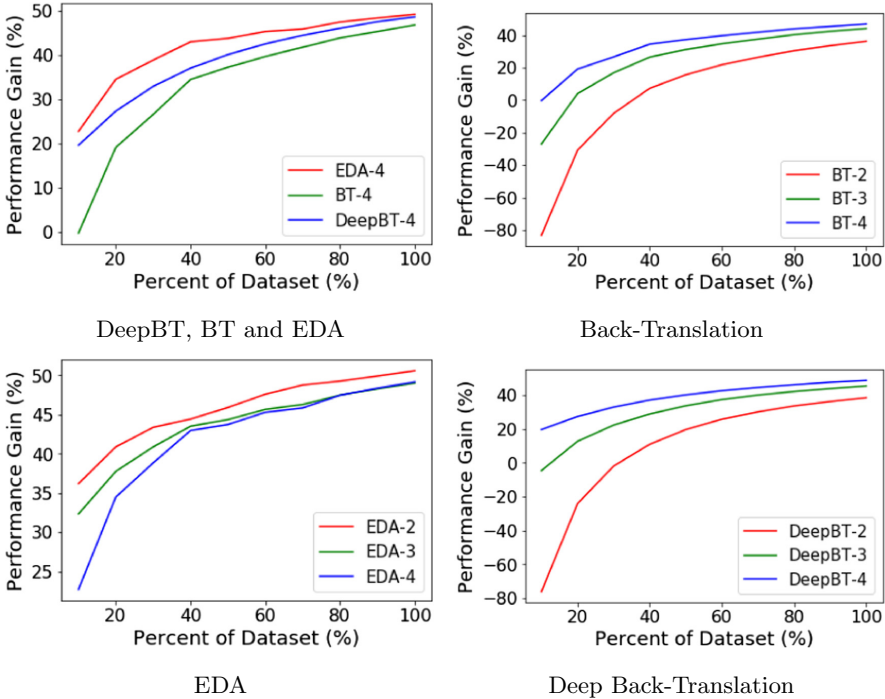 Performance Gain (%)
50
40
30
20
10
0
EDA-4
BT-4
DeepBT-4
20 40 60 80 100
Percent of Dataset (%)
DeepBT, BT and EDA
Performance Gain (%)
40
20
0
−20
−40
−60
−80
BT-2
BT-3
BT-4
20 40 60 80 100
Percent of Dataset (%)
Back-Translation
Performance Gain (%)
50
45
40
35
30
25
EDA-2
EDA-3
EDA-4
20 40 60 80 100
Percent of Dataset (%)
EDA
Performance Gain (%)
40
20
0
−20
−40
−60
−80
DeepBT-2
DeepBT-3
DeepBT-4
20 40 60 80 100
Percent of Dataset (%)
Deep Back-Translation